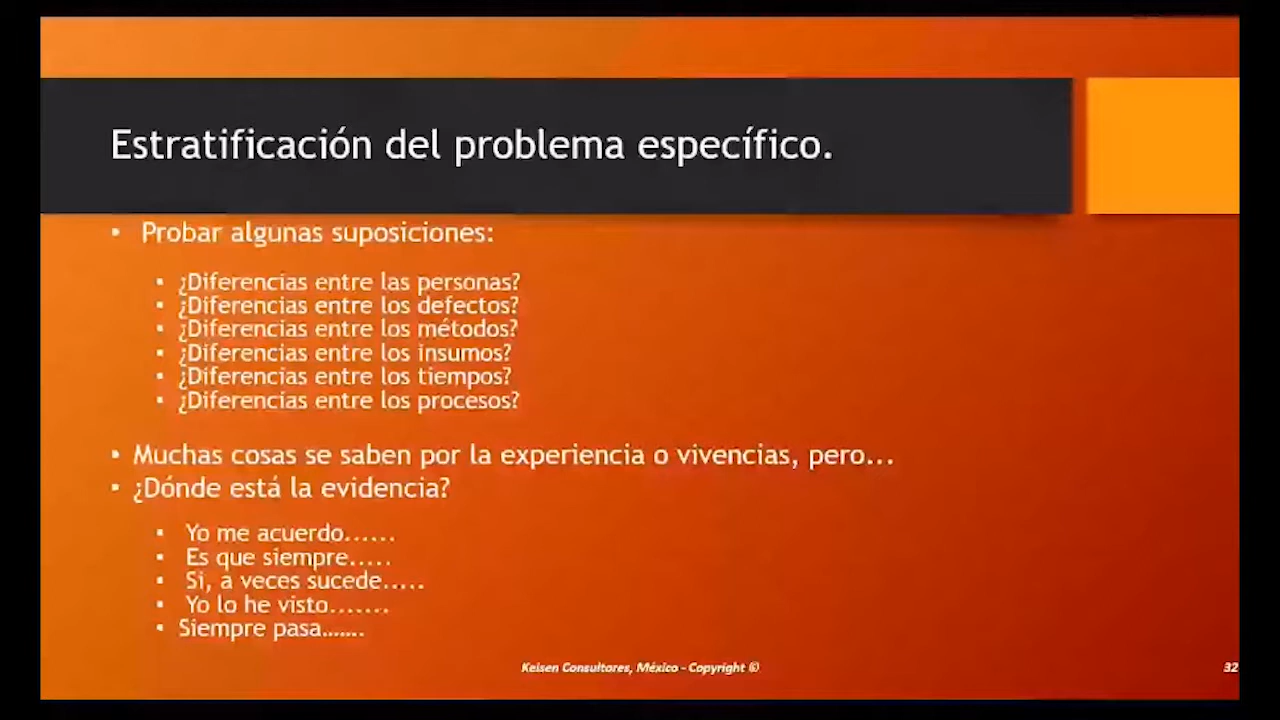 Estratificación del problema específico.
• Probar algunas suposiciones:
▪ ¿Diferencias entre las personas?
▪ ¿Diferencias entre los defectos?
▪ ¿Diferencias entre los métodos?
▪ ¿Diferencias entre los insumos?
▪ ¿Diferencias entre los tiempos?
▪ ¿Diferencias entre los procesos?
• Muchas cosas se saben por la experiencia o vivencias, pero...
• ¿Dónde está la evidencia?
▪ Yo me acuerdo......
▪ Es que siempre.....
▪ Si, a veces sucede.....
▪ Yo lo he visto.......
▪ Siempre pasa.......
Keisen Consultores, México - Copyright ©
32